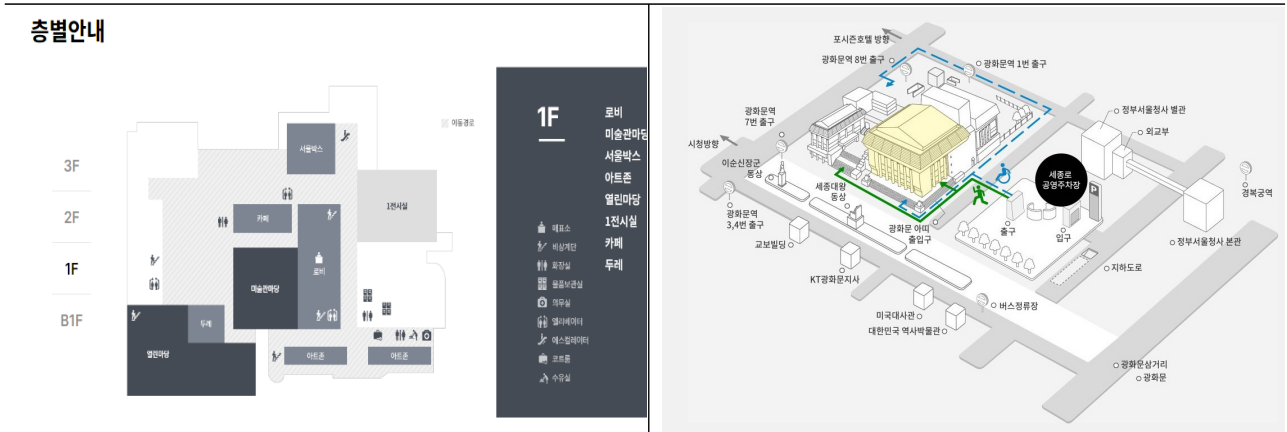 층별안내
3F
2F
1F
B1F
이동경로
서울박스
1전시실
카페
로비
미술관마당
두레
열린마당
아트존
아트존
1F
로비
미술관마당
서울박스
아트존
열린마당
1전시실
카페
두레
매표소
비상계단
화장실
물품보관실
의무실
엘리베이터
에스컬레이터
코트룸
수유실
포시즌호텔 방향
광화문역 8번 출구
광화문역 1번 출구
광화문역
7번 출구
시청방향
이순신장군
동상
세종대왕
동상
광화문역
3,4번 출구
교보빌딩
KT광화문지사
광화문 아띠
출입구
미국대사관
대한민국 역사박물관
버스정류장
세종로
공영주차장
P
출구
입구
지하도로
정부서울청사 별관
외교부
경복궁역
정부서울청사 본관
광화문삼거리
광화문